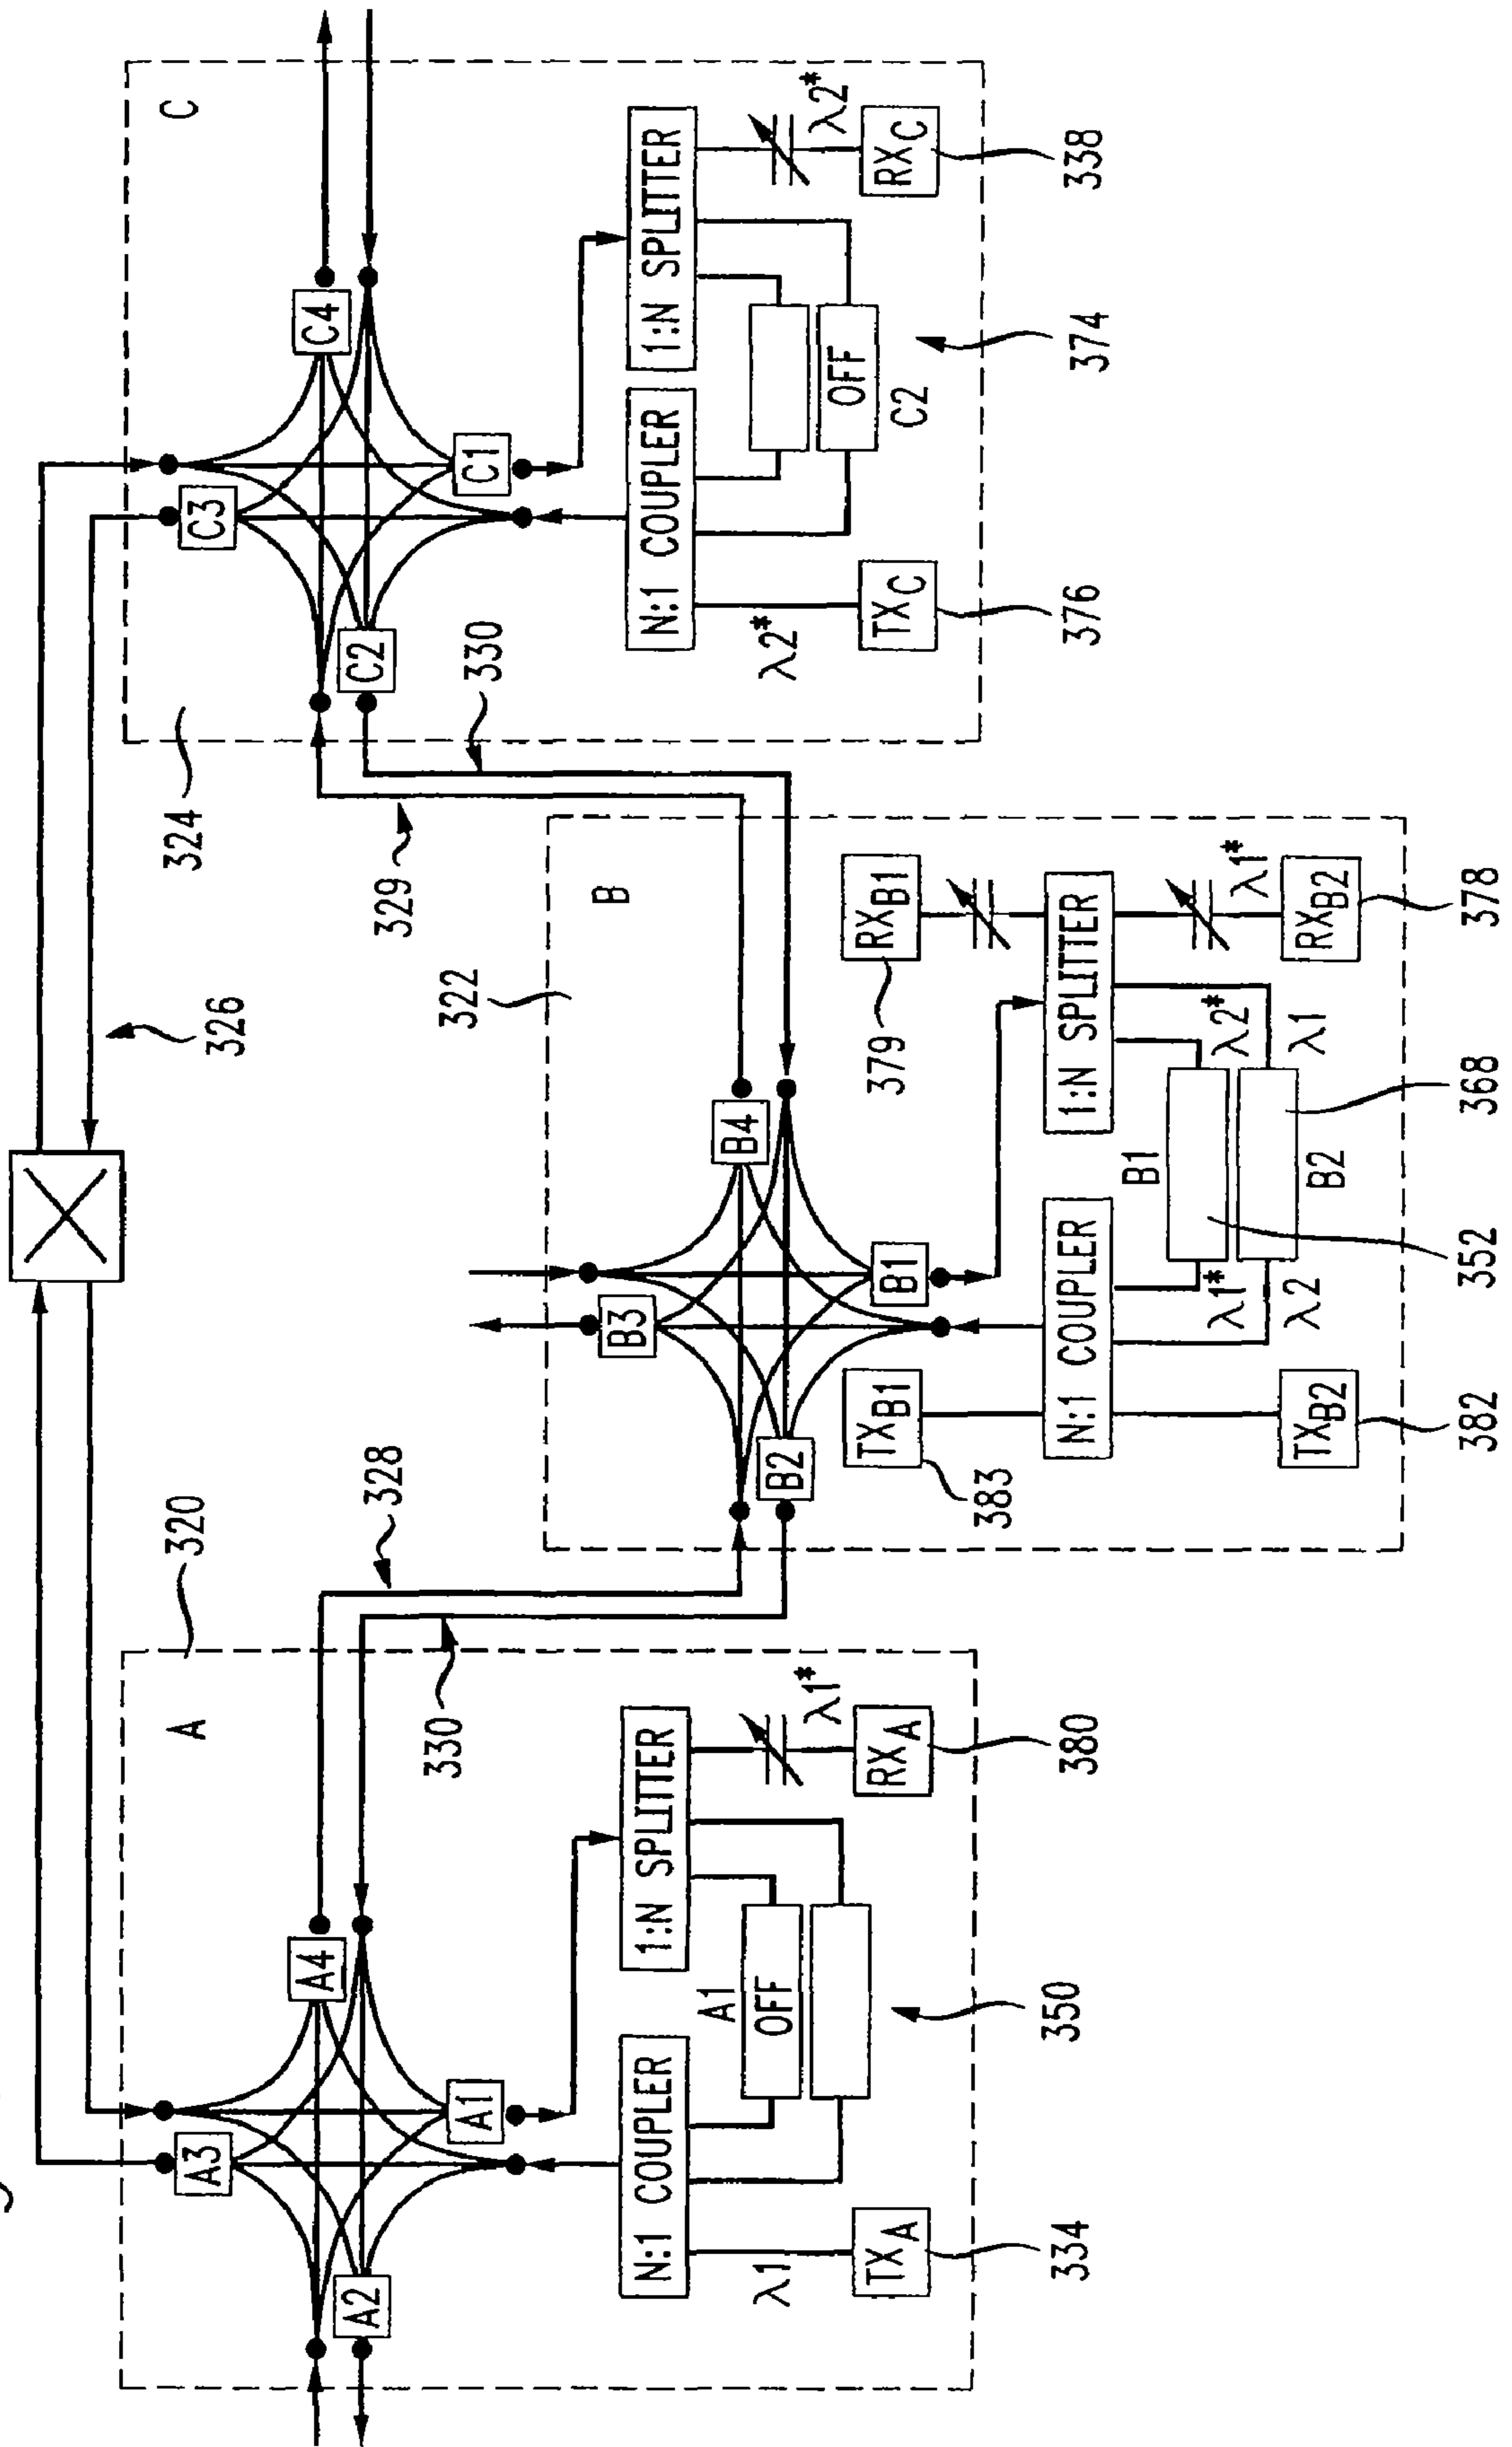 A
320
A3
A4
A2
A1
N:1 COUPLER
1:N SPLITTER
A1
OFF
λ1
TXA
334
350
λ1*
RXA
380
328
330
326
B
322
B3
B4
B2
B1
TXB1
383
RXB1
379
N:1 COUPLER
1:N SPLITTER
B1
B2
λ1*
λ2
λ2*
λ1
TXB2
382
352
368
λ1*
RXB2
378
329
330
C
324
C3
C4
C2
C1
N:1 COUPLER
1:N SPLITTER
OFF
C2
λ2*
TXC
376
374
λ2*
RXC
338